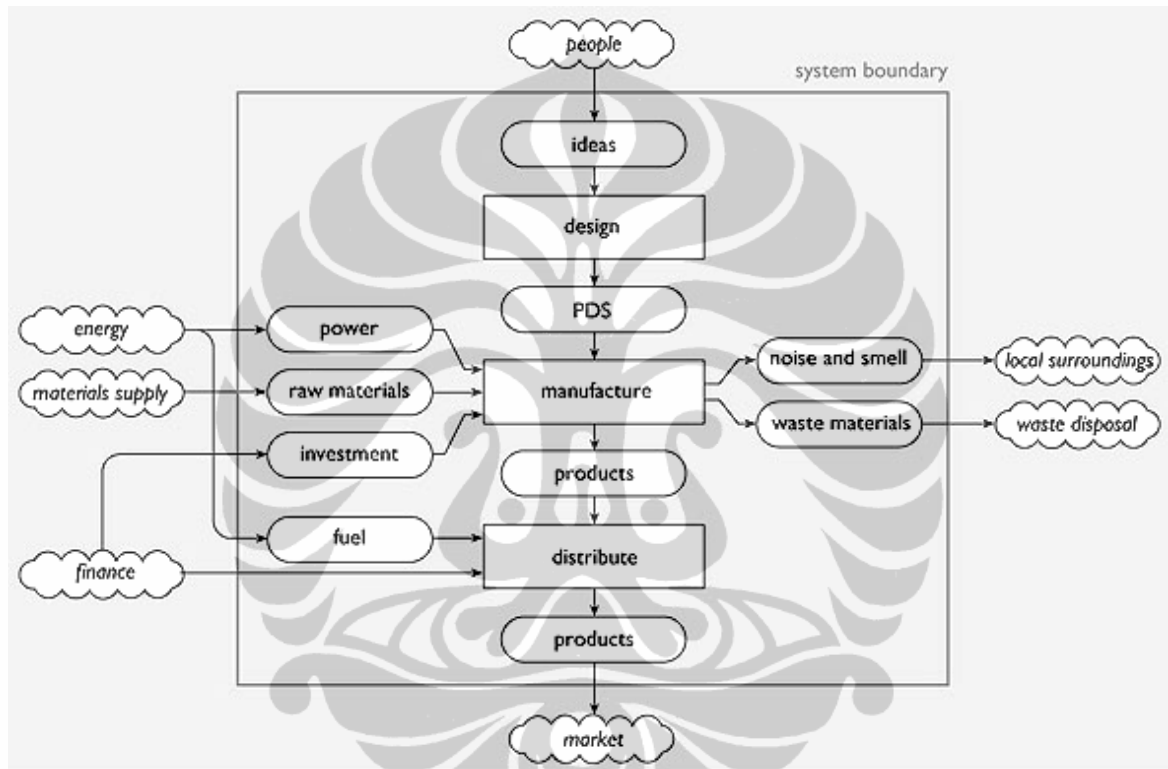 people
system boundary
ideas
design
PDS
energy
power
noise and smell
local surroundings
materials supply
raw materials
manufacture
waste materials
waste disposal
investment
products
fuel
distribute
finance
products
market